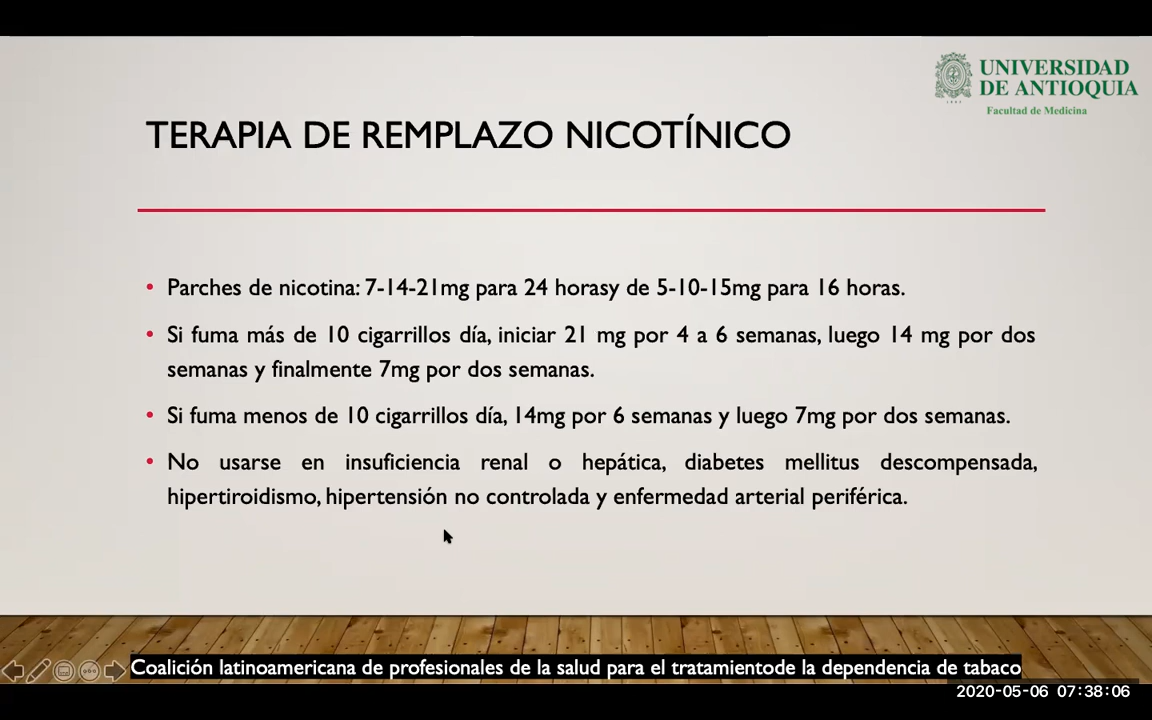 UNIVERSIDAD
DE ANTIOQUIA
Facultad de Medicina
TERAPIA DE REMPLAZO NICOTÍNICO
• Parches de nicotina: 7-14-21mg para 24 horasy de 5-10-15mg para 16 horas.
• Si fuma más de 10 cigarrillos día, iniciar 21 mg por 4 a 6 semanas, luego 14 mg por dos
semanas y finalmente 7mg por dos semanas.
• Si fuma menos de 10 cigarrillos día, 14mg por 6 semanas y luego 7mg por dos semanas.
• No usarse en insuficiencia renal o hepática, diabetes mellitus descompensada,
hipertiroidismo, hipertensión no controlada y enfermedad arterial periférica.
Coalición latinoamericana de profesionales de la salud para el tratamientode la dependencia de tabaco
2020-05-06 07:38:06